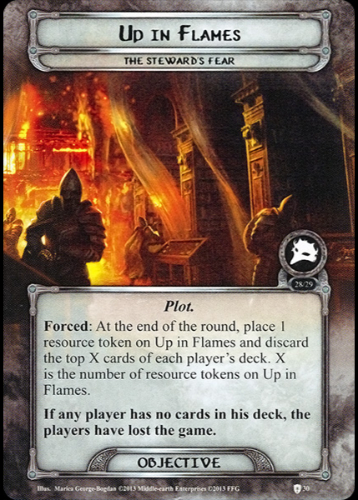 Up in Flames
The Steward's Fear
28/29
Plot.
Forced: At the end of the round, place 1
resource token on Up in Flames and discard
the top X cards of each player's deck. X
is the number of resource tokens on Up in
Flames.
If any player has no cards in his deck, the
players have lost the game.
Objective
Illus. Marius George-Bogdan ©2013 Middle-earth Enterprises ©2013 FFG
30